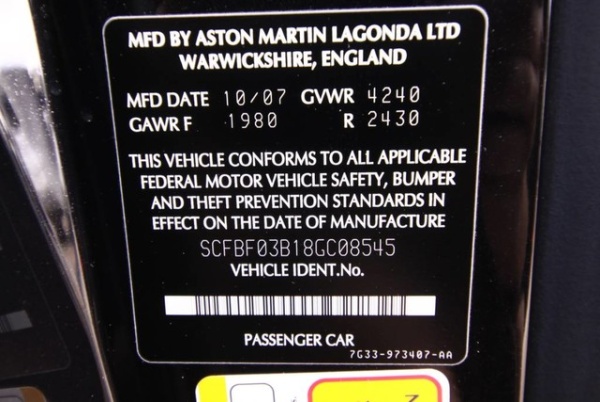 MFD BY ASTON MARTIN LAGONDA LTD
WARWICKSHIRE, ENGLAND
MFD DATE 10/07 GVWR 4240
GAWR F 1980 R 2430
THIS VEHICLE CONFORMS TO ALL APPLICABLE
FEDERAL MOTOR VEHICLE SAFETY, BUMPER
AND THEFT PREVENTION STANDARDS IN
EFFECT ON THE DATE OF MANUFACTURE
SCFBF03B18GC08545
VEHICLE IDENT.No.
PASSENGER CAR
7G33-973407-AA